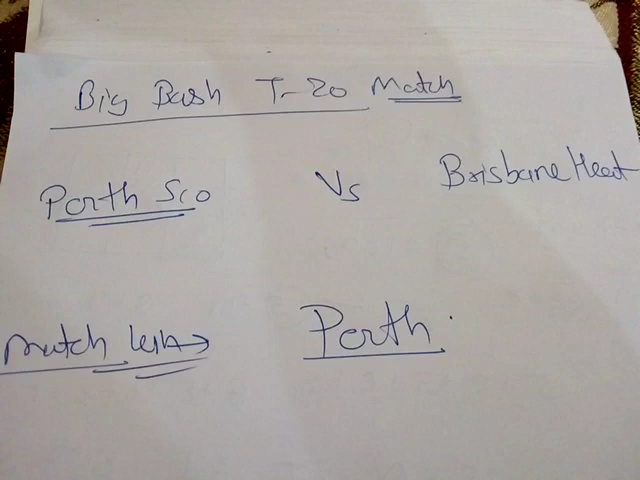 Big Bash T-20 Match
Perth Sco Vs Brisbane Heat
Match win → Perth.